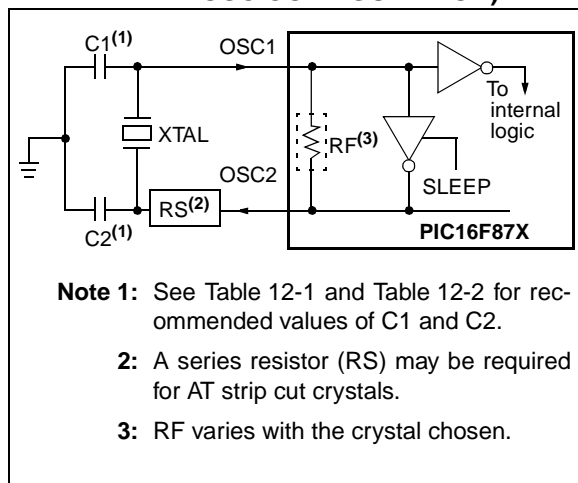 C1(1)
OSC1
To
internal
logic
XTAL
RF(3)
OSC2
SLEEP
RS(2)
C2(1)
PIC16F87X
Note 1: See Table 12-1 and Table 12-2 for rec-
ommended values of C1 and C2.
2: A series resistor (RS) may be required
for AT strip cut crystals.
3: RF varies with the crystal chosen.